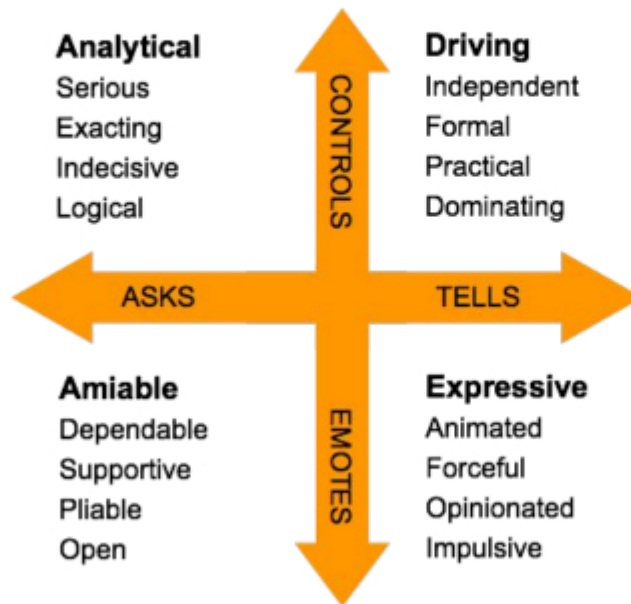 Analytical
Serious
Exacting
Indecisive
Logical
Driving
Independent
Formal
Practical
Dominating
CONTROLS
ASKS
TELLS
EMOTES
Amiable
Dependable
Supportive
Pliable
Open
Expressive
Animated
Forceful
Opinionated
Impulsive